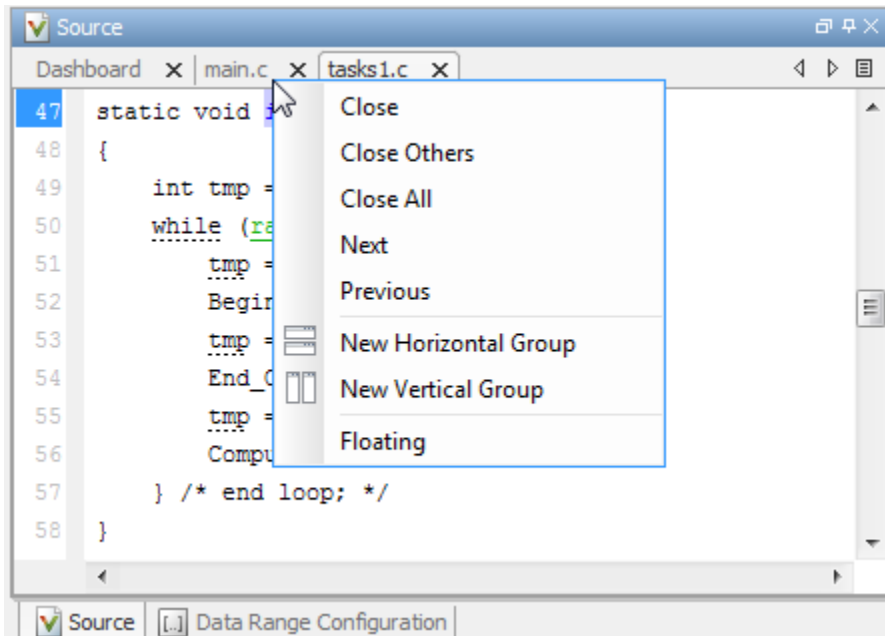 Source
Dashboard main.c tasks1.c
47 static void i
48 {
49 int tmp =
50 while (ra
51 tmp =
52 Begin
53 tmp =
54 End_C
55 tmp =
56 Compu
57 } /* end loop; */
58 }
Close
Close Others
Close All
Next
Previous
New Horizontal Group
New Vertical Group
Floating
Source [..] Data Range Configuration